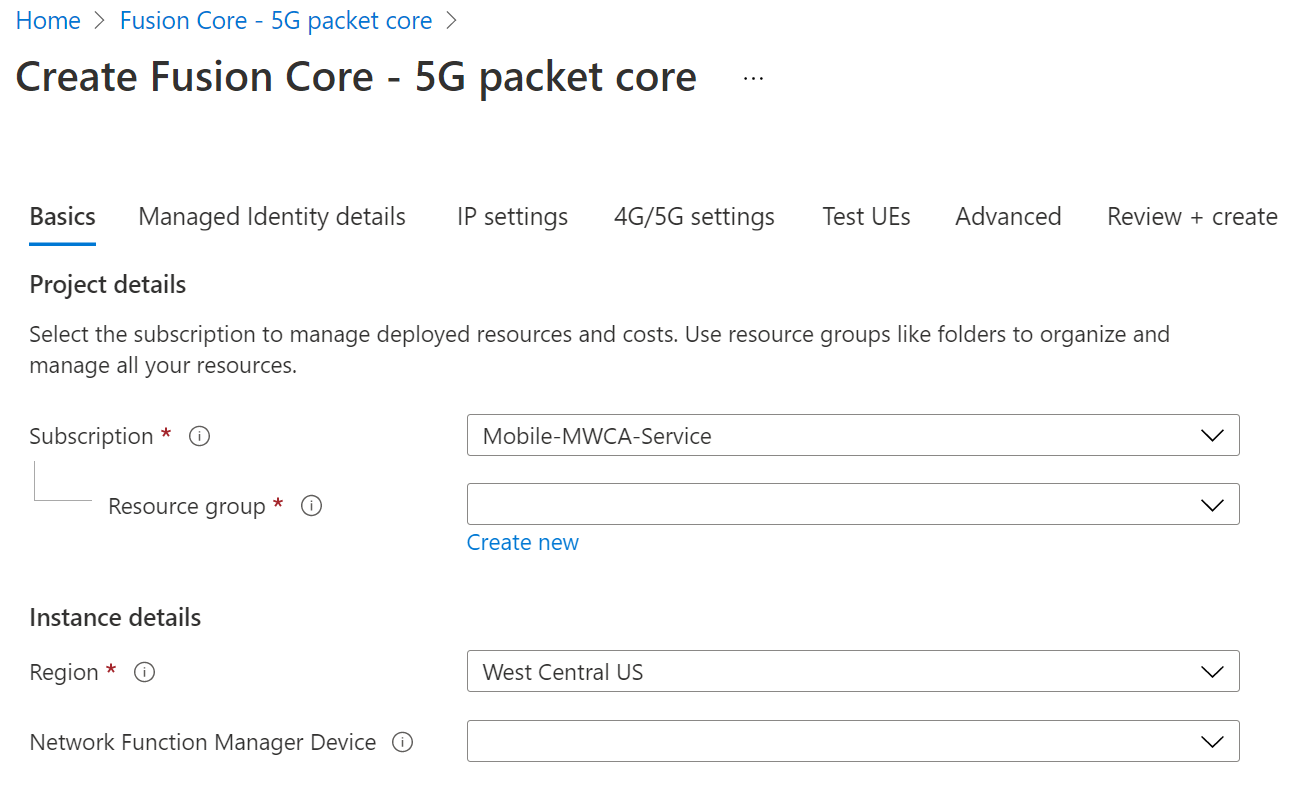 Home > Fusion Core - 5G packet core >
Create Fusion Core - 5G packet core ...
Basics Managed Identity details IP settings 4G/5G settings Test UEs Advanced Review + create
Project details
Select the subscription to manage deployed resources and costs. Use resource groups like folders to organize and
manage all your resources.
Subscription * Mobile-MWCA-Service
Resource group *
Create new
Instance details
Region * West Central US
Network Function Manager Device